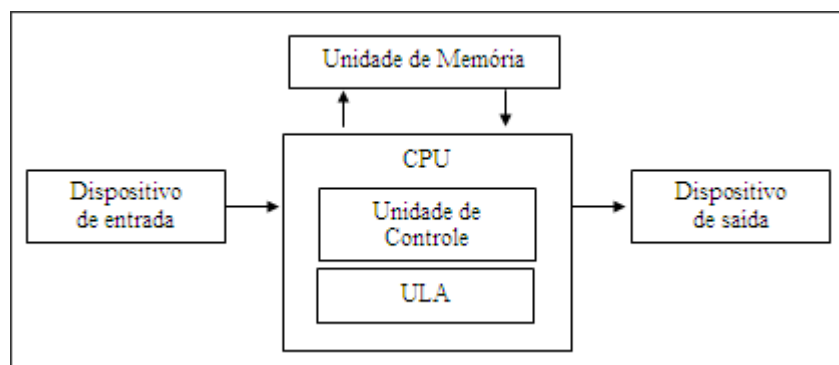 Unidade de Memória
CPU
Dispositivo
de entrada
Unidade de
Controle
ULA
Dispositivo
de saída